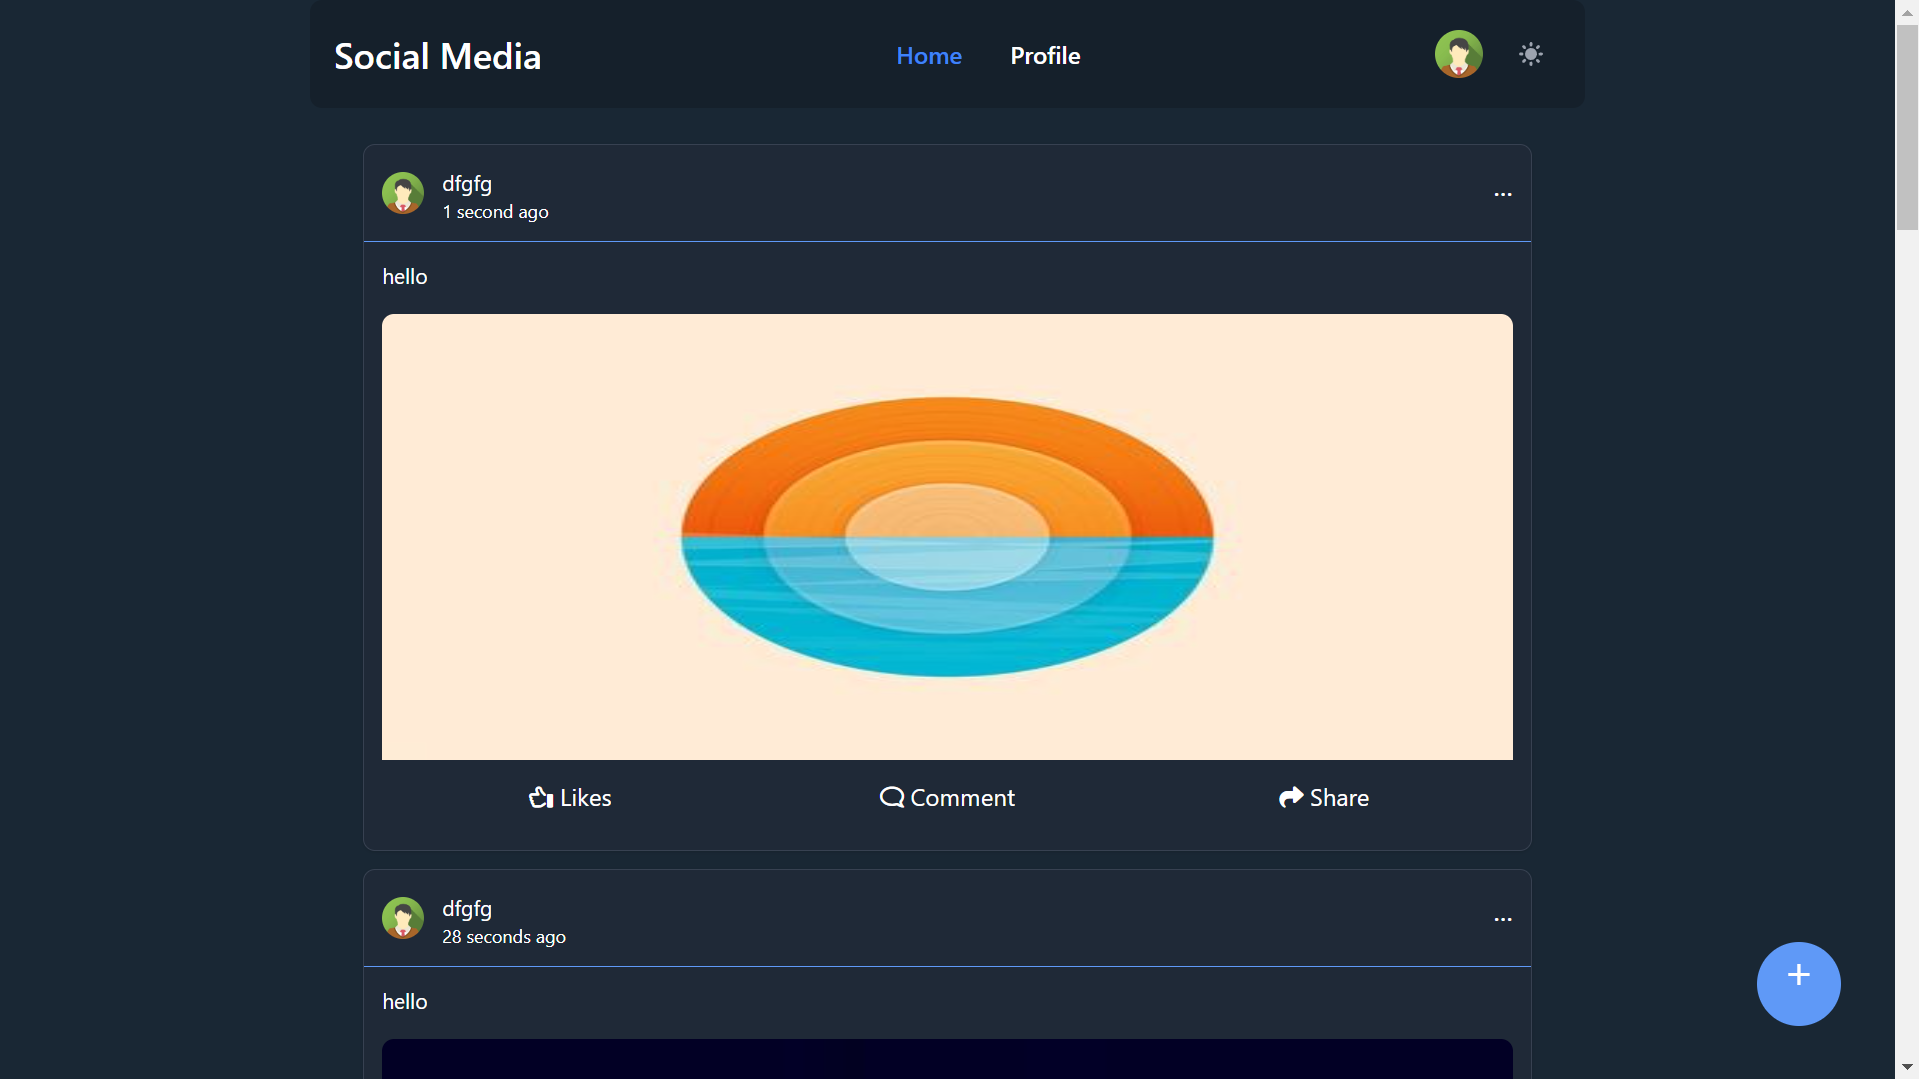 Social Media
Home
Profile
dfgfg
1 second ago
...
hello
Likes
Comment
Share
dfgfg
28 seconds ago
...
hello
+